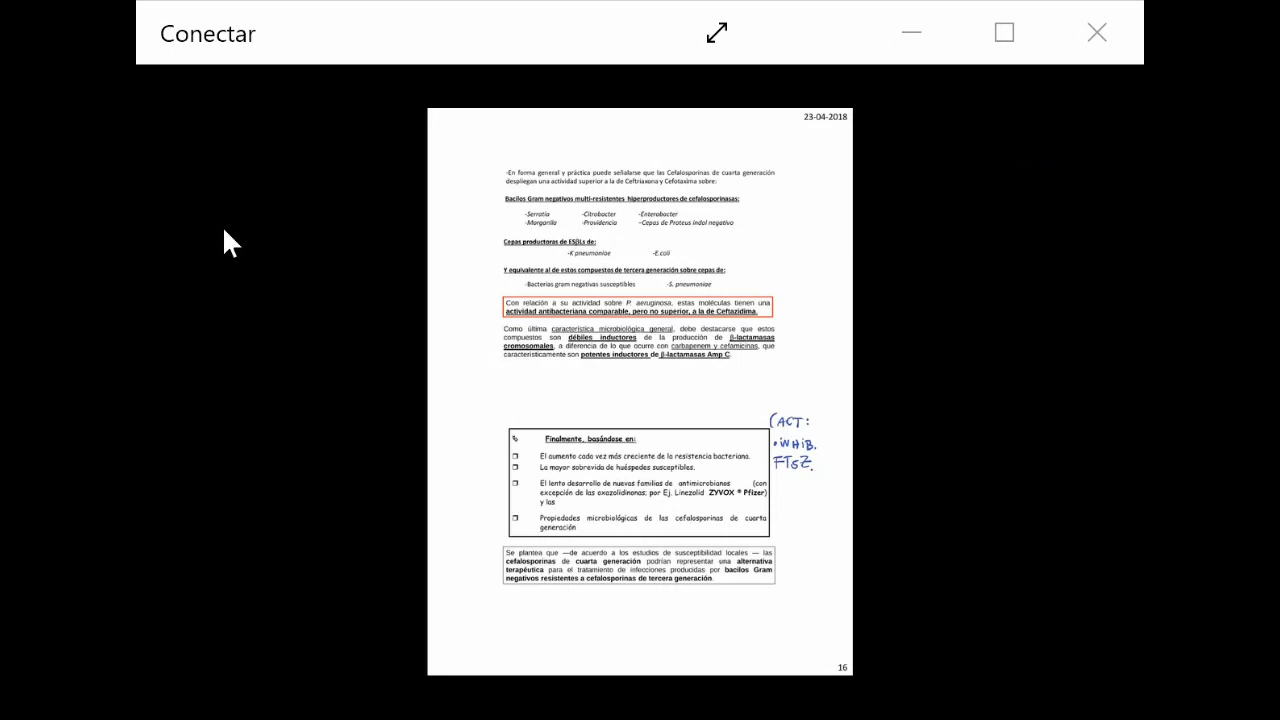 Conectar
23-04-2018
-En forma general y práctica puede señalarse que las Cefalosporinas de cuarta generación
despliegan una actividad superior a la de Ceftriaxona y Cefotaxima sobre:
Bacilos Gram negativos multi-resistentes hiperproductores de cefalosporinasas:
-Serratia -Citrobacter -Enterobacter
-Morganlla -Providencia –Cepas de Proteus indol negativo
Cepas productoras de ESβLs de:
-K pneumoniae -E.coli
Y equivalente al de estos compuestos de tercera generación sobre cepas de:
-Bacterias gram negativas susceptibles -S. pneumoniae
Con relación a su actividad sobre P. aeruginosa, estas moléculas tienen una
actividad antibacteriana comparable, pero no superior, a la de Ceftazidima.
Como última característica microbiológica general, debe destacarse que estos
compuestos son débiles inductores de la producción de β-lactamasas
cromosomales, a diferencia de lo que ocurre con carbapenem y cefamicinas, que
característicamente son potentes inductores de β-lactamasas Amp C.
(ACT:
•INHIB.
FTSZ.
Finalmente, basándose en:
El aumento cada vez más creciente de la resistencia bacteriana.
La mayor sobrevida de huéspedes susceptibles.
El lento desarrollo de nuevas familias de antimicrobianos (con
excepción de las oxazolidinonas; por Ej. Linezolid ZYVOX ® Pfizer)
y las
Propiedades microbiológicas de las cefalosporinas de cuarta
generación
Se plantea que —de acuerdo a los estudios de susceptibilidad locales — las
cefalosporinas de cuarta generación podrían representar una alternativa
terapéutica para el tratamiento de infecciones producidas por bacilos Gram
negativos resistentes a cefalosporinas de tercera generación.
16